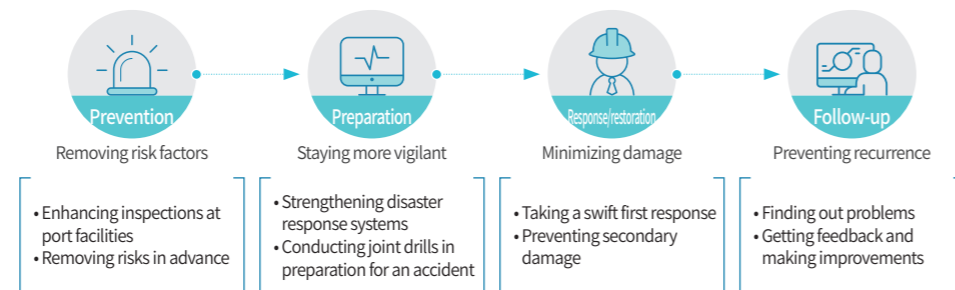 Prevention
Removing risk factors
• Enhancing inspections at
port facilities
• Removing risks in advance
Preparation
Staying more vigilant
• Strengthening disaster
response systems
• Conducting joint drills in
preparation for an accident
Response/restoration
Minimizing damage
• Taking a swift first response
• Preventing secondary
damage
Follow-up
Preventing recurrence
• Finding out problems
• Getting feedback and
making improvements